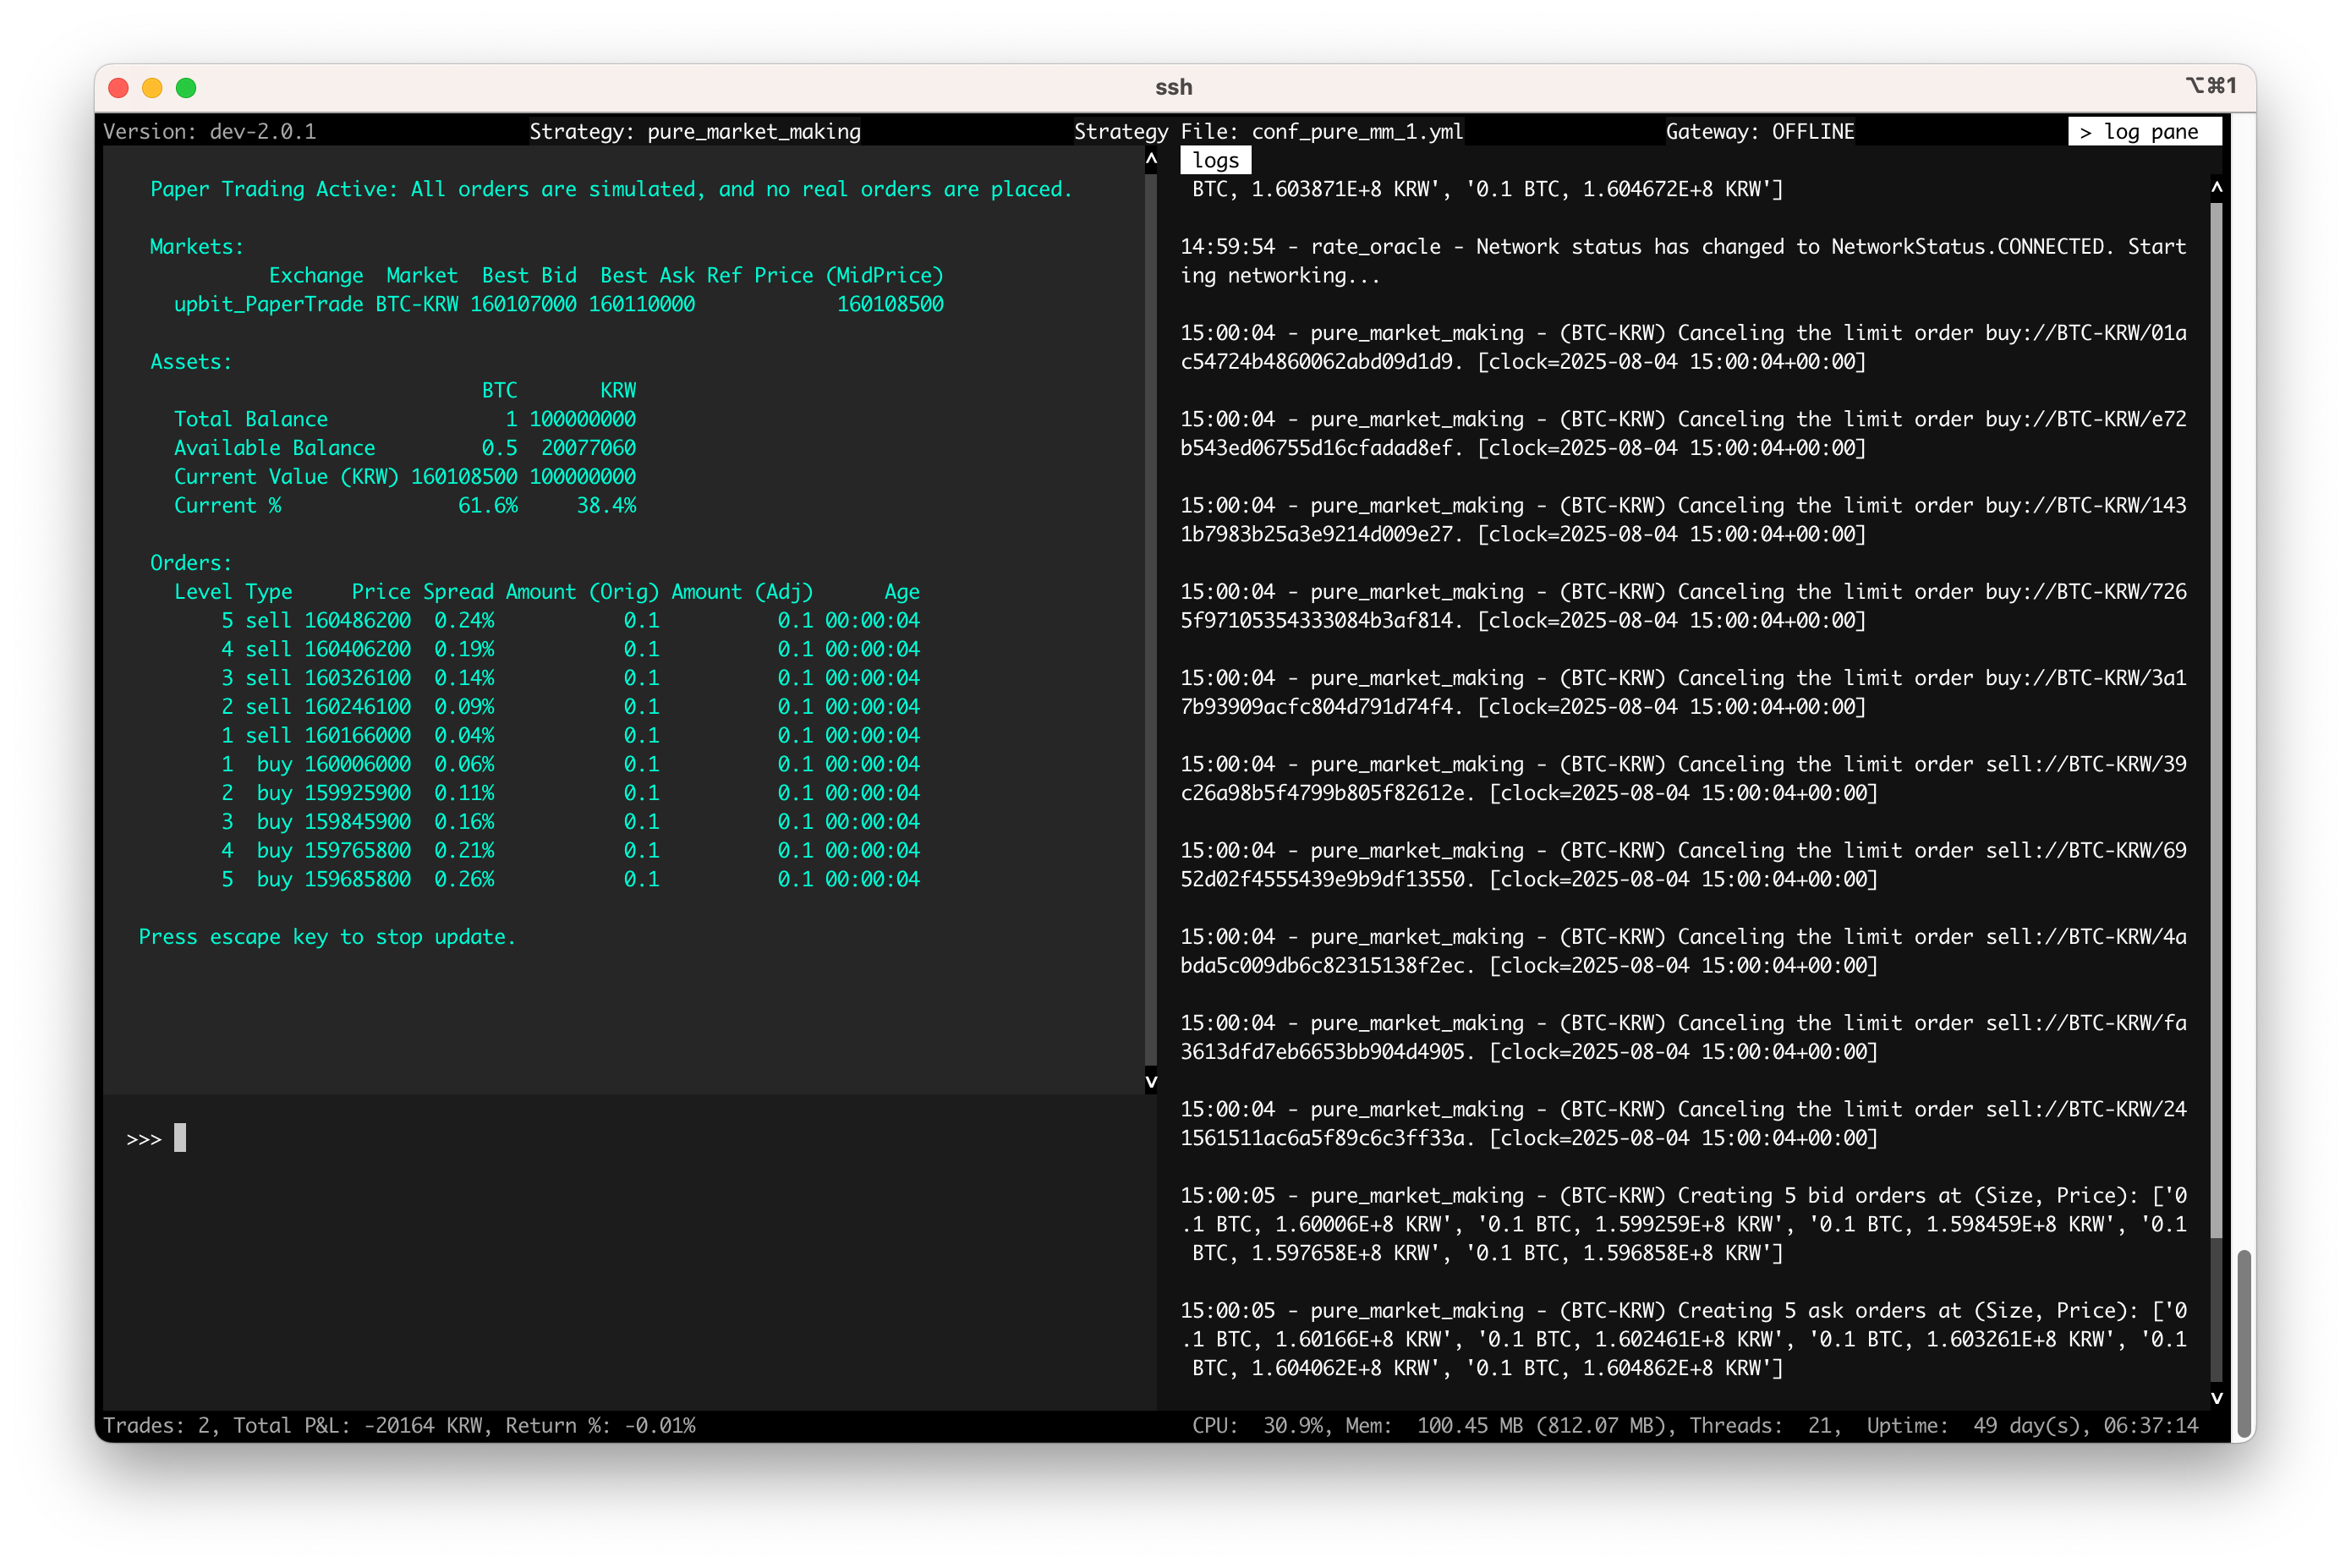 ssh
⌥⌘1
Version: dev-2.0.1 Strategy: pure_market_making Strategy File: conf_pure_mm_1.yml Gateway: OFFLINE > log pane
Paper Trading Active: All orders are simulated, and no real orders are placed.
Markets:
Exchange Market Best Bid Best Ask Ref Price (MidPrice)
upbit_PaperTrade BTC-KRW 160107000 160110000 160108500
Assets:
BTC KRW
Total Balance 1 100000000
Available Balance 0.5 20077060
Current Value (KRW) 160108500 100000000
Current % 61.6% 38.4%
Orders:
Level Type Price Spread Amount (Orig) Amount (Adj) Age
5 sell 160486200 0.24% 0.1 0.1 00:00:04
4 sell 160406200 0.19% 0.1 0.1 00:00:04
3 sell 160326100 0.14% 0.1 0.1 00:00:04
2 sell 160246100 0.09% 0.1 0.1 00:00:04
1 sell 160166000 0.04% 0.1 0.1 00:00:04
1 buy 160006000 0.06% 0.1 0.1 00:00:04
2 buy 159925900 0.11% 0.1 0.1 00:00:04
3 buy 159845900 0.16% 0.1 0.1 00:00:04
4 buy 159765800 0.21% 0.1 0.1 00:00:04
5 buy 159685800 0.26% 0.1 0.1 00:00:04
Press escape key to stop update.
>>>
logs
BTC, 1.603871E+8 KRW', '0.1 BTC, 1.604672E+8 KRW']
14:59:54 - rate_oracle - Network status has changed to NetworkStatus.CONNECTED. Start
ing networking...
15:00:04 - pure_market_making - (BTC-KRW) Canceling the limit order buy://BTC-KRW/01a
c54724b4860062abd09d1d9. [clock=2025-08-04 15:00:04+00:00]
15:00:04 - pure_market_making - (BTC-KRW) Canceling the limit order buy://BTC-KRW/e72
b543ed06755d16cfadad8ef. [clock=2025-08-04 15:00:04+00:00]
15:00:04 - pure_market_making - (BTC-KRW) Canceling the limit order buy://BTC-KRW/143
1b7983b25a3e9214d009e27. [clock=2025-08-04 15:00:04+00:00]
15:00:04 - pure_market_making - (BTC-KRW) Canceling the limit order buy://BTC-KRW/726
5f97105354333084b3af814. [clock=2025-08-04 15:00:04+00:00]
15:00:04 - pure_market_making - (BTC-KRW) Canceling the limit order buy://BTC-KRW/3a1
7b93909acfc804d791d74f4. [clock=2025-08-04 15:00:04+00:00]
15:00:04 - pure_market_making - (BTC-KRW) Canceling the limit order sell://BTC-KRW/39
c26a98b5f4799b805f82612e. [clock=2025-08-04 15:00:04+00:00]
15:00:04 - pure_market_making - (BTC-KRW) Canceling the limit order sell://BTC-KRW/69
52d02f4555439e9b9df13550. [clock=2025-08-04 15:00:04+00:00]
15:00:04 - pure_market_making - (BTC-KRW) Canceling the limit order sell://BTC-KRW/4a
bda5c009db6c82315138f2ec. [clock=2025-08-04 15:00:04+00:00]
15:00:04 - pure_market_making - (BTC-KRW) Canceling the limit order sell://BTC-KRW/fa
3613dfd7eb6653bb904d4905. [clock=2025-08-04 15:00:04+00:00]
15:00:04 - pure_market_making - (BTC-KRW) Canceling the limit order sell://BTC-KRW/24
1561511ac6a5f89c6c3ff33a. [clock=2025-08-04 15:00:04+00:00]
15:00:05 - pure_market_making - (BTC-KRW) Creating 5 bid orders at (Size, Price): ['0
.1 BTC, 1.60006E+8 KRW', '0.1 BTC, 1.599259E+8 KRW', '0.1 BTC, 1.598459E+8 KRW', '0.1
BTC, 1.597658E+8 KRW', '0.1 BTC, 1.596858E+8 KRW']
15:00:05 - pure_market_making - (BTC-KRW) Creating 5 ask orders at (Size, Price): ['0
.1 BTC, 1.60166E+8 KRW', '0.1 BTC, 1.602461E+8 KRW', '0.1 BTC, 1.603261E+8 KRW', '0.1
BTC, 1.604062E+8 KRW', '0.1 BTC, 1.604862E+8 KRW']
Trades: 2, Total P&L: -20164 KRW, Return %: -0.01% CPU: 30.9%, Mem: 100.45 MB (812.07 MB), Threads: 21, Uptime: 49 day(s), 06:37:14